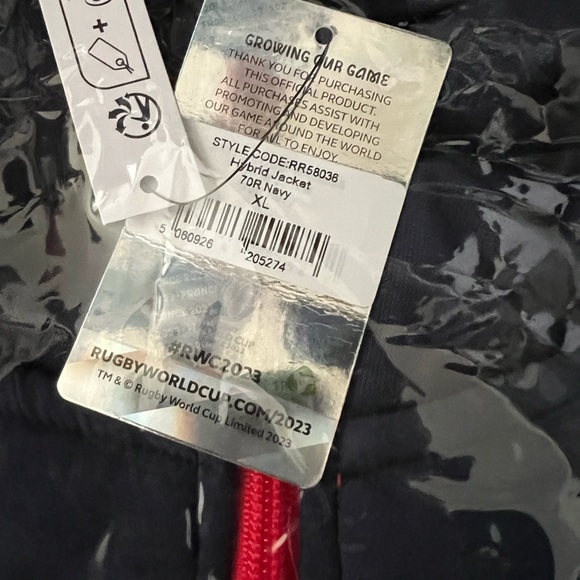 GROWING OUR GAME
THANK YOU FOR PURCHASING
THIS OFFICIAL PRODUCT.
ALL PURCHASES ASSIST WITH
PROMOTING AND DEVELOPING
OUR GAME AROUND THE WORLD
FOR ALL TO ENJOY.
STYLE CODE:RR58036
Hybrid Jacket
70R Navy
XL
5 060926 205274
#RWC2023
RUGBYWORLDCUP.COM/2023
TM & © Rugby World Cup Limited 2023